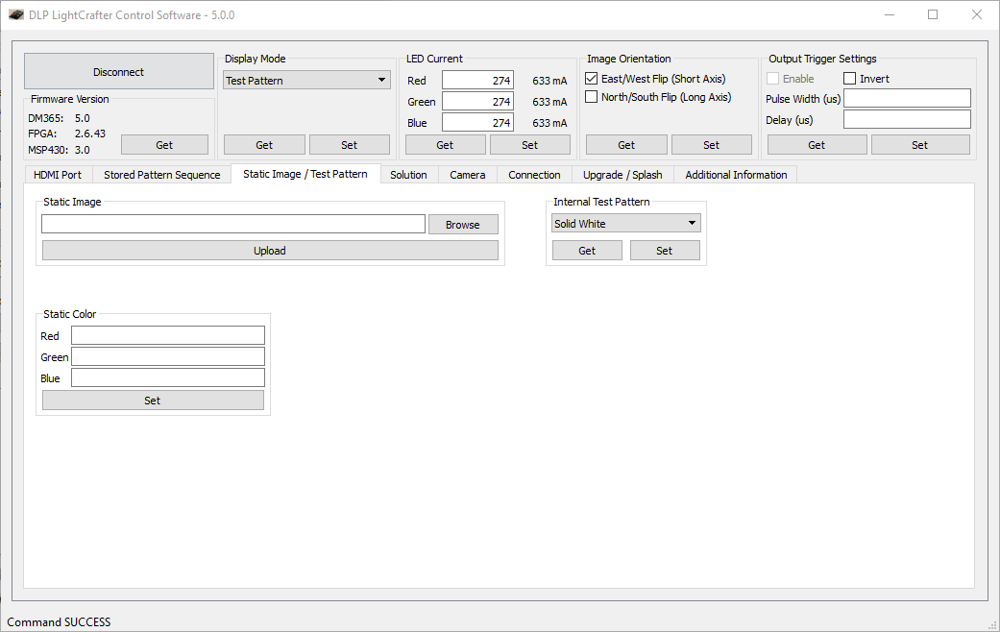 DLP LightCrafter Control Software - 5.0.0
Disconnect
Firmware Version
DM365: 5.0
FPGA: 2.6.43
MSP430: 3.0
Get
Display Mode
Test Pattern
Get Set
LED Current
Red 274 633 mA
Green 274 633 mA
Blue 274 633 mA
Get Set
Image Orientation
East/West Flip (Short Axis)
North/South Flip (Long Axis)
Get Set
Output Trigger Settings
Enable Invert
Pulse Width (us)
Delay (us)
Get Set
HDMI Port Stored Pattern Sequence Static Image / Test Pattern Solution Camera Connection Upgrade / Splash Additional Information
Static Image
Browse
Upload
Internal Test Pattern
Solid White
Get Set
Static Color
Red
Green
Blue
Set
Command SUCCESS